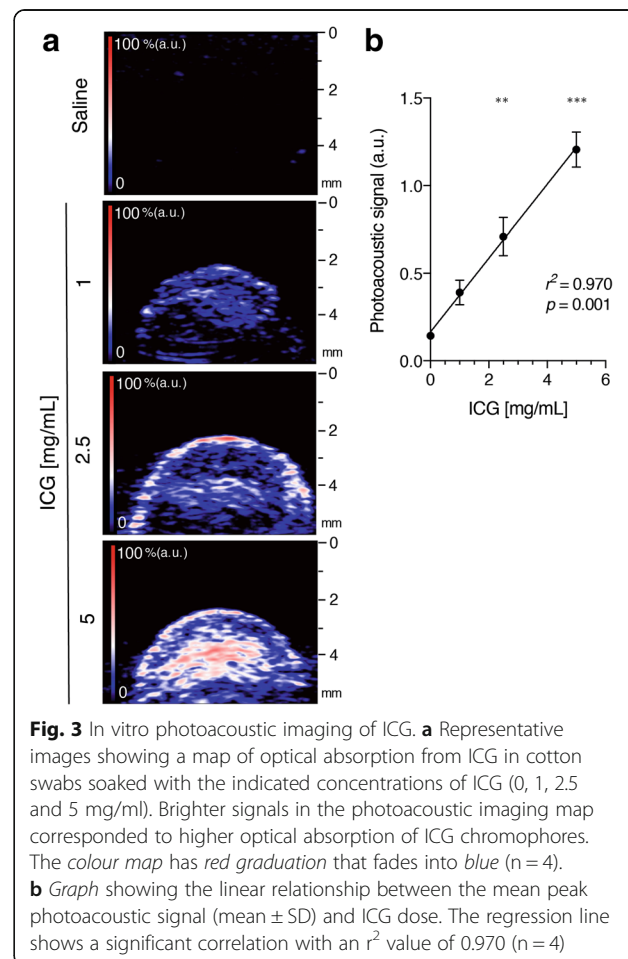 a
Saline
100 %(a.u.)
0
0
2
4
mm
ICG [mg/mL]
1
100 %(a.u.)
0
0
2
4
mm
2.5
100 %(a.u.)
0
0
2
4
mm
5
100 %(a.u.)
0
0
2
4
mm
b
** ***
1.5
1.0
0.5
0.0
Photoacoustic signal (a.u.)
r² = 0.970
p = 0.001
0 2 4 6
ICG [mg/mL]
Fig. 3 In vitro photoacoustic imaging of ICG. a Representative
images showing a map of optical absorption from ICG in cotton
swabs soaked with the indicated concentrations of ICG (0, 1, 2.5
and 5 mg/ml). Brighter signals in the photoacoustic imaging map
corresponded to higher optical absorption of ICG chromophores.
The colour map has red graduation that fades into blue (n = 4).
b Graph showing the linear relationship between the mean peak
photoacoustic signal (mean ± SD) and ICG dose. The regression line
shows a significant correlation with an r² value of 0.970 (n = 4)